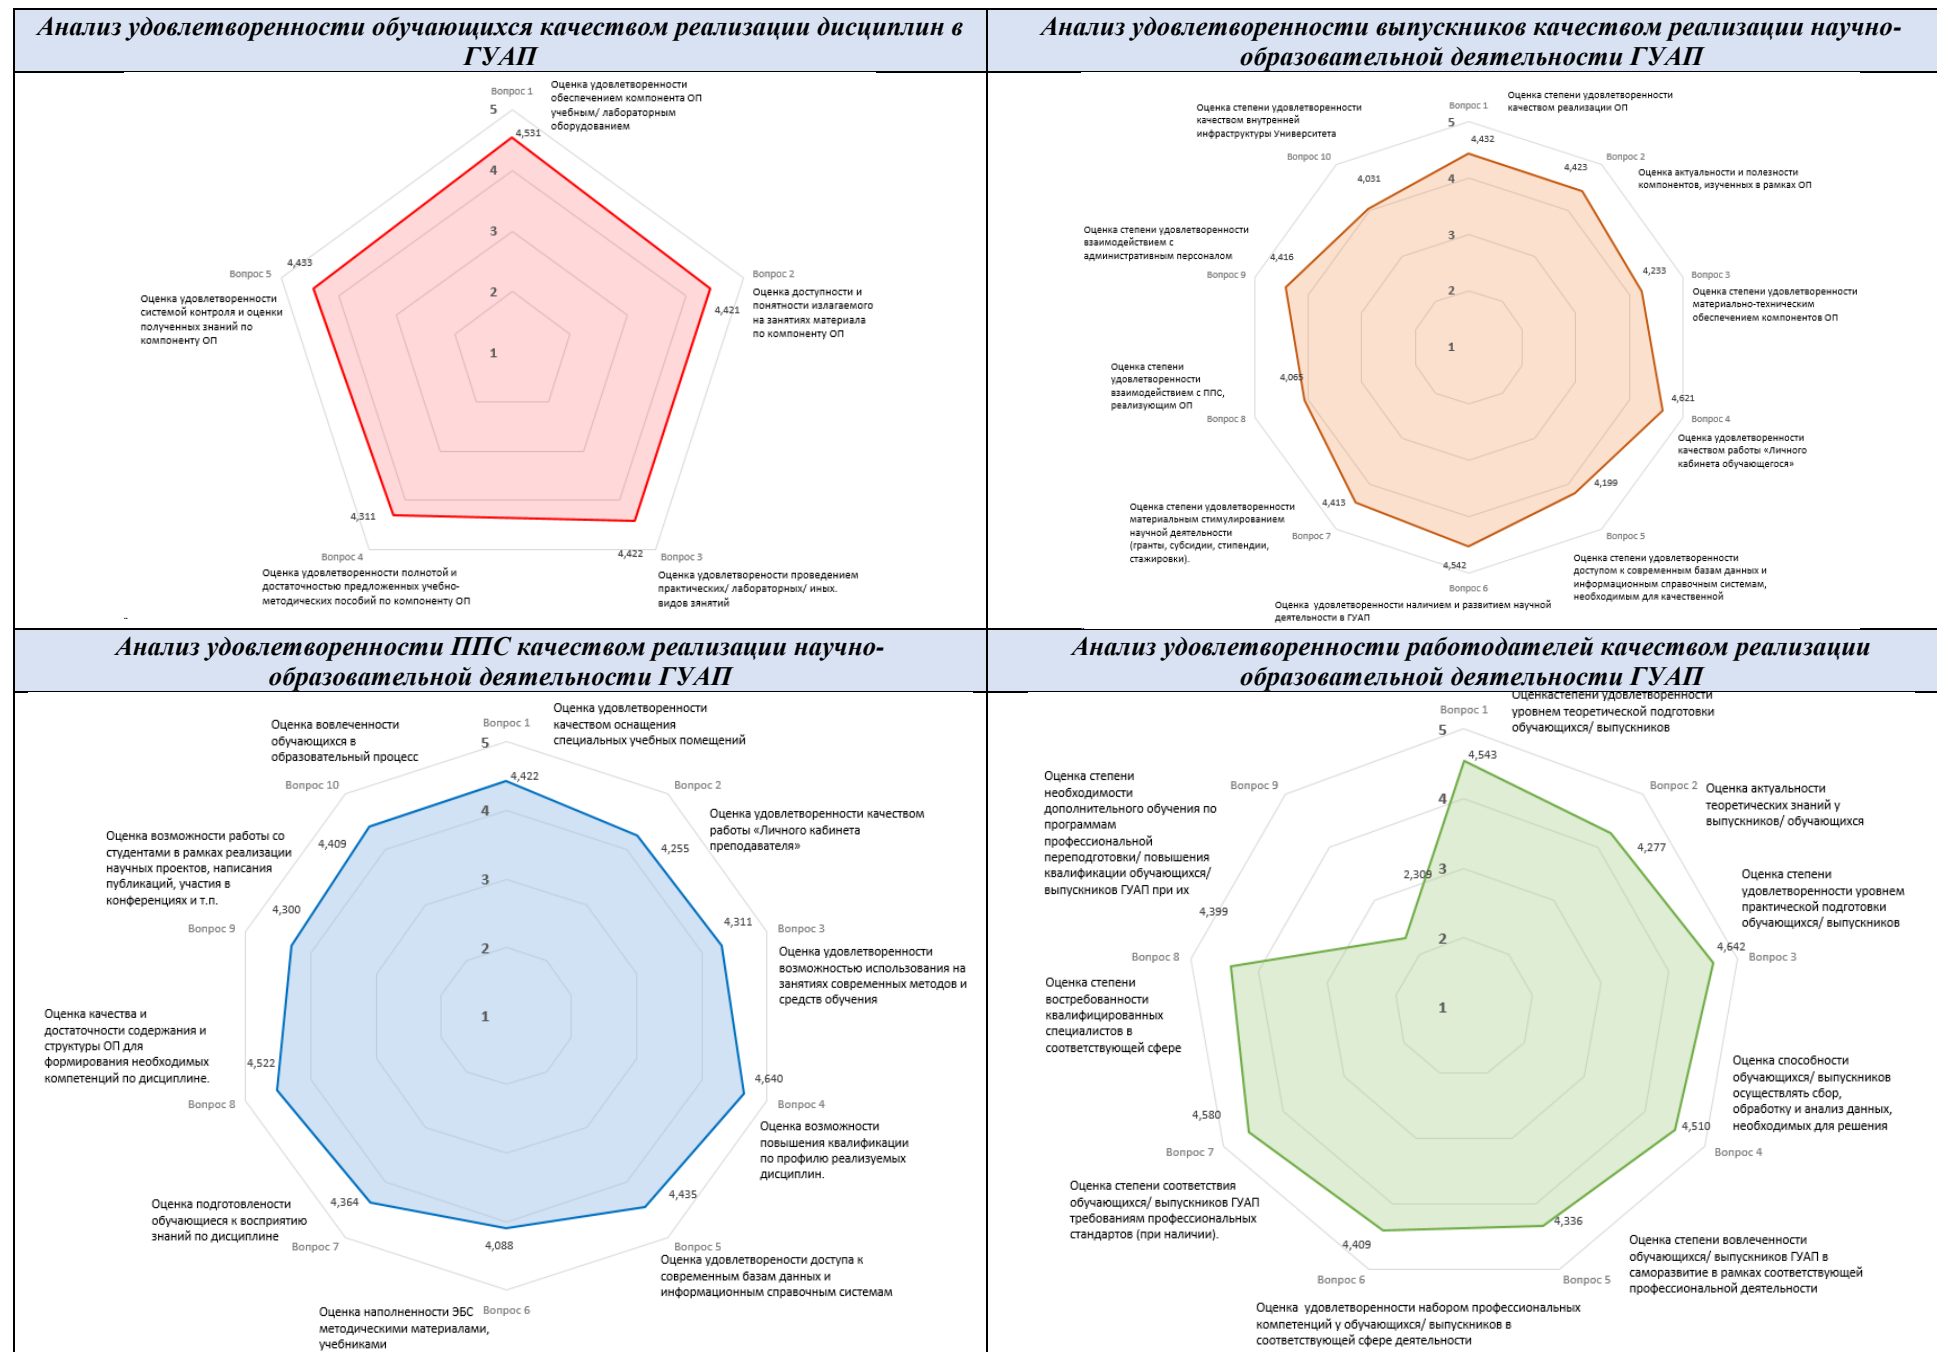 Анализ удовлетворенности обучающихся качеством реализации дисциплин в
ГУАП
Вопрос 1
Оценка удовлетворенности
обеспечением компонента ОП
учебным/ лабораторным
оборудованием
5
4,531
4
3
2
1
Вопрос 2
Оценка доступности и
понятности излагаемого
на занятиях материала
по компоненту ОП
4,421
4,422
Вопрос 3
Оценка удовлетвореności проведением
практических/ лабораторных/ иных.
видов зянятий
4,311
Вопрос 4
Оценка удовлетворенности полнотой и
достаточностью предложенных учебно-
методических пособий по компоненту ОП
4,433
Вопрос 5
Оценка удовлетворенности
системой контроля и оценки
полученных знаний по
компоненту ОП
Анализ удовлетворенности выпускников качеством реализации научно-
образовательной деятельности ГУАП
Вопрос 1
Оценка степени удовлетворенности
качеством реализации ОП
5
4,432
4
3
2
1
4,423
Вопрос 2
Оценка актуальности и полезности
компонентов, изученных в рамках ОП
4,233
Вопрос 3
Оценка степени удовлетворенности
материально-техническим
обеспечением компонентов ОП
4,621
Вопрос 4
Оценка удовлетворенности
качеством работы «Личного
кабинета обучающегося»
4,199
Вопрос 5
Оценка степени удовлетворенности
доступом к современным базам данных и
информационным справочным системам,
необходимым для качественной
4,542
Вопрос 6
Оценка  удовлетворенности наличием и развитием научной
деятельности в ГУАП
4,413
Оценка степени удовлетворенности
материальным стимулированием
научной деятельности
(гранты, субсидии, стипендии,
стажировки).
Вопрос 7
4,065
Оценка степени
удовлетворенности
взаимодействием с ППС,
реализующим ОП
Вопрос 8
Оценка степени удовлетворенности
взаимодействием с
административным персоналом
4,416
Вопрос 9
Оценка степени удовлетворенности
качеством внутренней
инфраструктуры Университета
Вопрос 10
4,031
Анализ удовлетворенности ППС качеством реализации научно-
образовательной деятельности ГУАП
Вопрос 1
Оценка удовлетворенности
качеством оснащения
специальных учебных помещений
5
4,422
4
3
2
1
Вопрос 2
Оценка удовлетворенности качеством
работы «Личного кабинета
преподавателя»
4,255
4,311
Вопрос 3
Оценка удовлетворенности
возможностью использования на
занятиях современных методов и
средств обучения
4,640
Вопрос 4
Оценка возможности
повышения квалификации
по профилю реализуемых
дисциплин.
4,435
Вопрос 5
Оценка удовлетвореności доступа к
современным базам данных и
информационным справочным системам
4,088
Вопрос 6
Оценка наполненности ЭБС
методическими материалами,
учебниками
4,364
Оценка подготовлености
обучающиеся к восприятию
знаний по дисциплине
Вопрос 7
Оценка качества и
достаточности содержания и
структуры ОП для
формирования необходимых
компетенций по дисциплине.
4,522
Вопрос 8
Оценка возможности работы со
студентами в рамках реализации
научных проектов, написания
публикаций, участия в
конференциях и т.п.
4,300
Вопрос 9
Оценка вовлеченности
обучающихся в
образовательный процесс
Вопрос 10
4,409
Анализ удовлетворенности работодателей качеством реализации
образовательной деятельности ГУАП
Вопрос 1
Оценкастепени удовлетворенности
уровнем теоретической подготовки
обучающихся/ выпускников
5
4,543
4
3
2
1
Вопрос 2
Оценка актуальности
теоретических знаний у
выпускников/ обучающихся
4,277
Оценка степени
удовлетворенности уровнем
практической подготовки
обучающихся/ выпускников
4,642
Вопрос 3
Оценка способности
обучающихся/ выпускников
осуществлять сбор,
обработку и анализ данных,
необходимых для решения
4,510
Вопрос 4
4,336
Оценка степени вовлеченности
обучающихся/ выпускников ГУАП в
саморазвитие в рамках соответствующей
профессиональной деятельности
Вопрос 5
4,409
Вопрос 6
Оценка  удовлетворенности набором профессиональных
компетенций у обучающихся/ выпускников в
соответствующей сфере деятельности
4,580
Вопрос 7
Оценка степени соответствия
обучающихся/ выпускников ГУАП
требованиям профессиональных
стандартов (при наличии).
4,399
Вопрос 8
Оценка степени
востребованности
квалифицированных
специалистов в
соответствующей сфере
Вопрос 9
Оценка степени
необходимости
дополнительного обучения по
программам
профессиональной
переподготовки/ повышения
квалификации обучающихся/
выпускников ГУАП при их
2,309